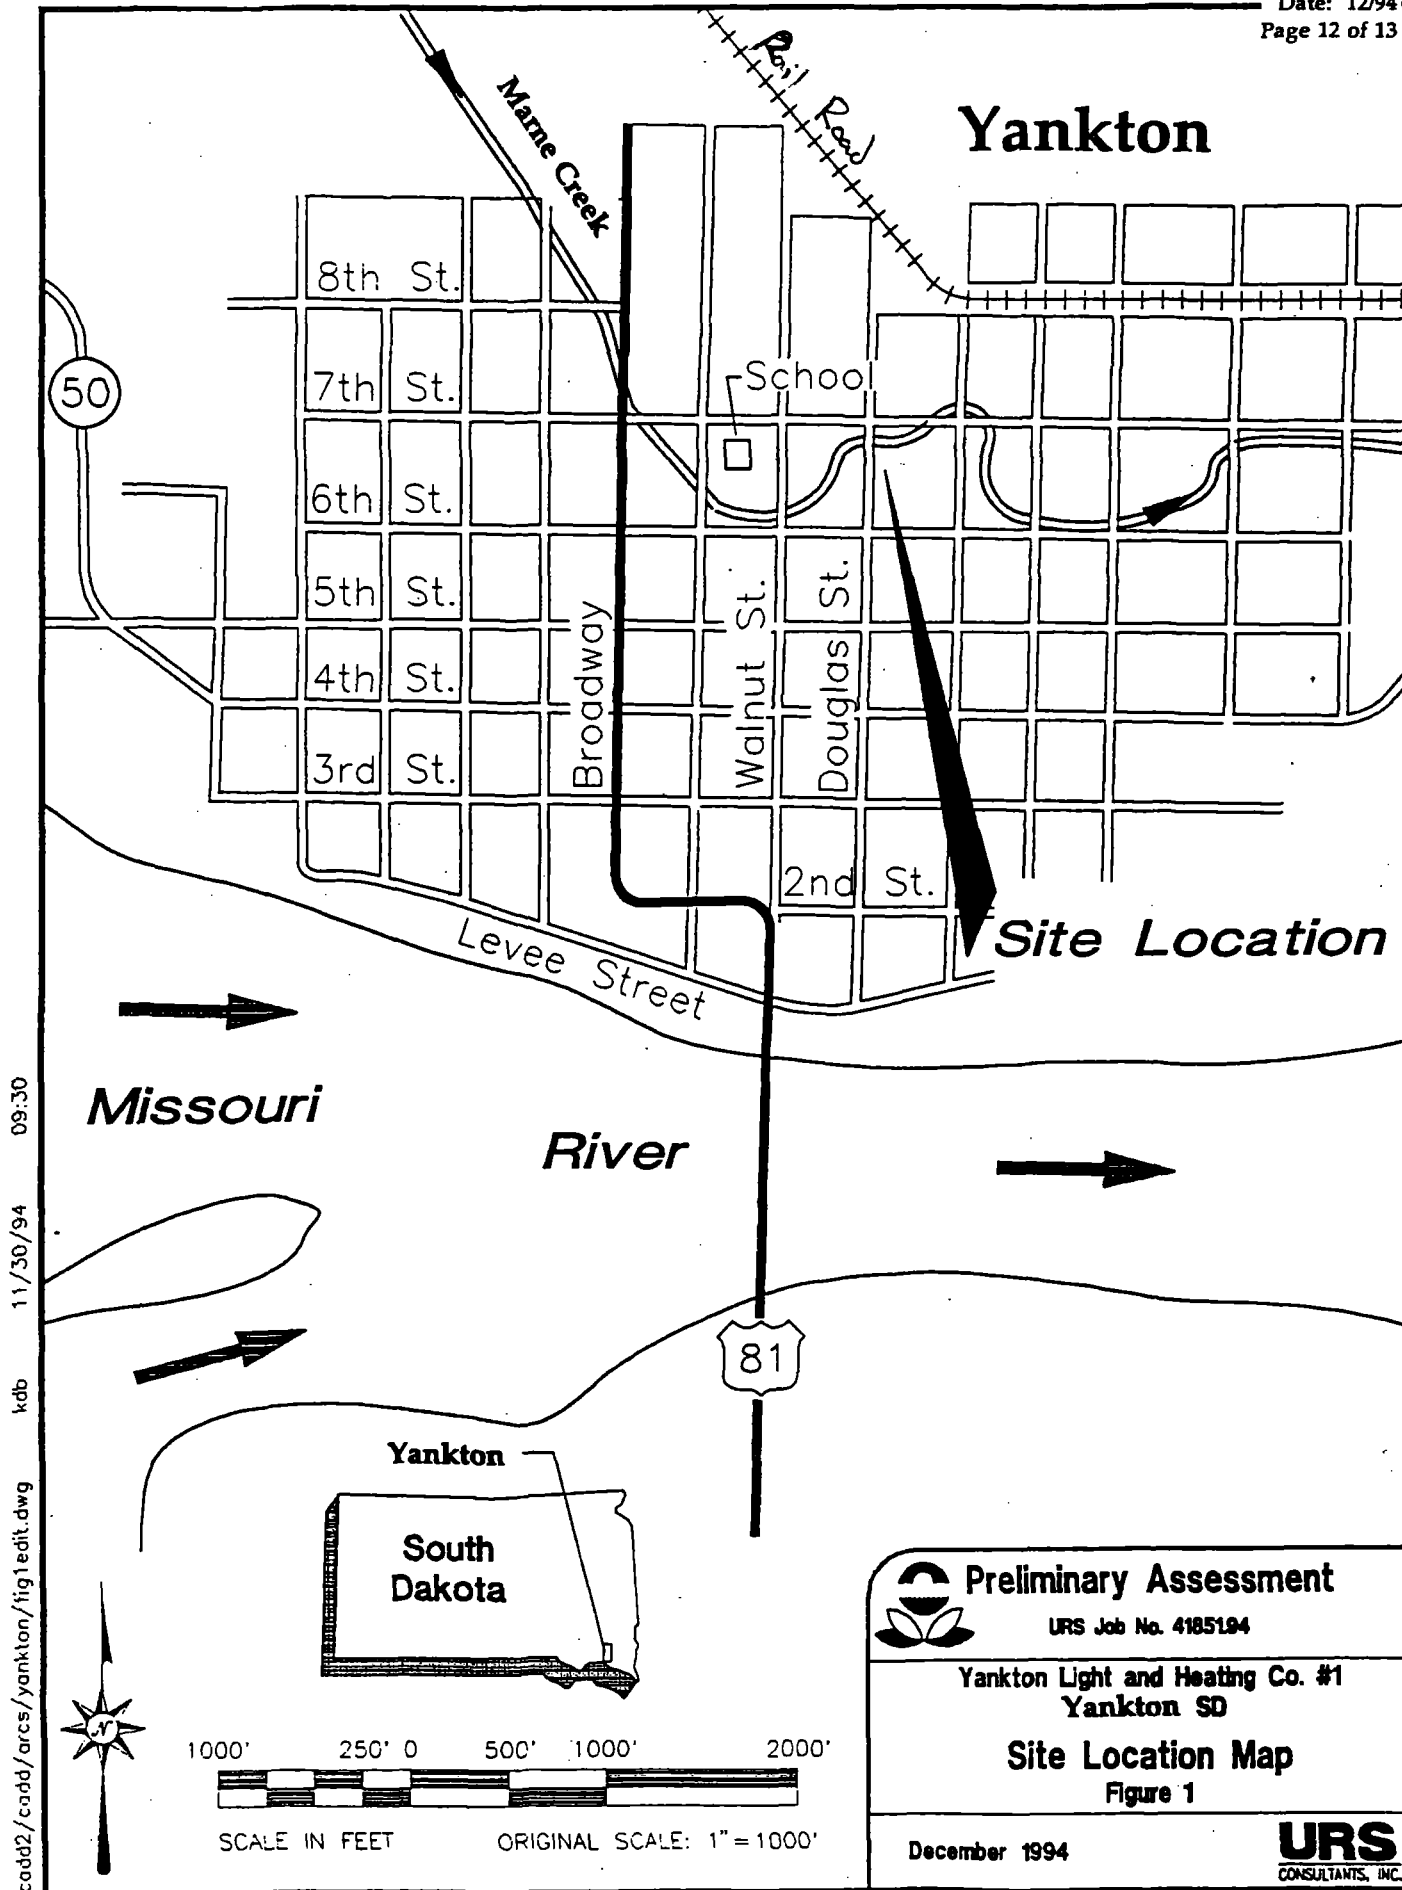 Date: 12/94
Page 12 of 13
Rail Road
Yankton
Marne Creek
8th St.
50
7th St.
School
6th St.
5th St.
4th St.
3rd St.
Broadway
Walnut St.
Douglas St.
2nd St.
Site Location
Levee Street
Missouri
River
81
Yankton
South
Dakota
N
1000' 250' 0 500' 1000' 2000'
SCALE IN FEET ORIGINAL SCALE: 1"=1000'
Preliminary Assessment
URS Job No. 41851.94
Yankton Light and Heating Co. #1
Yankton SD
Site Location Map
Figure 1
December 1994
URS
CONSULTANTS, INC.
cadd2/cadd/arcs/yankton/fig1edit.dwg kdb 11/30/94 09:30